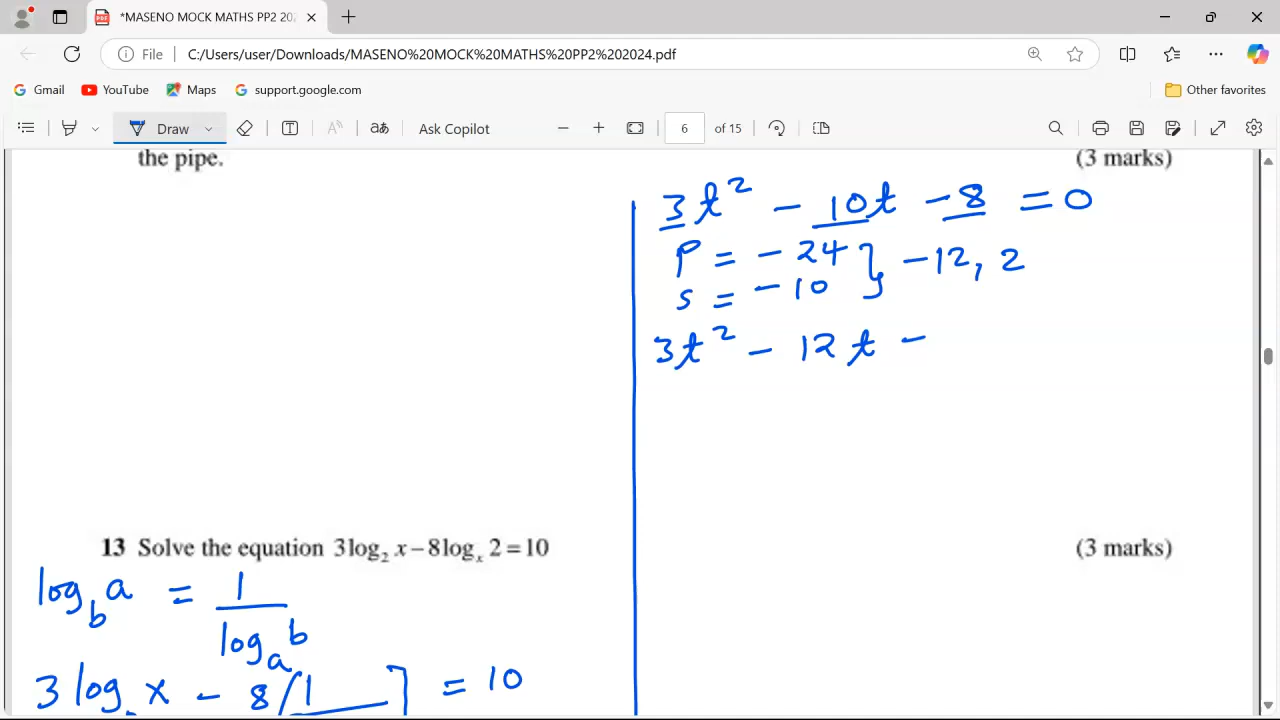 *MASENO MOCK MATHS PP2 202
File C:/Users/user/Downloads/MASENO%20MOCK%20MATHS%20PP2%202024.pdf
Gmail YouTube Maps support.google.com Other favorites
Draw Ask Copilot 6 of 15
the pipe. (3 marks)
3t² - 10t - 8 = 0
P = -24 } -12, 2
S = -10
3t² - 12t -
13 Solve the equation 3log₂ x − 8logₓ 2 = 10 (3 marks)
log_b a = 1/log_a b
3 log x - 8 (1 ] = 10